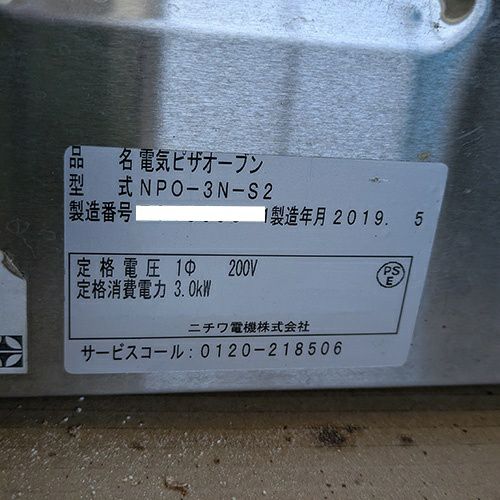 品 名 電気ピザオーブン
型 式 NPO-3N-S2
製造番号 1 製造年月 2019. 5
定格電圧 1Φ 200V
定格消費電力 3.0kW
PS
E
ニチワ電機株式会社
サービスコール:0120-218506